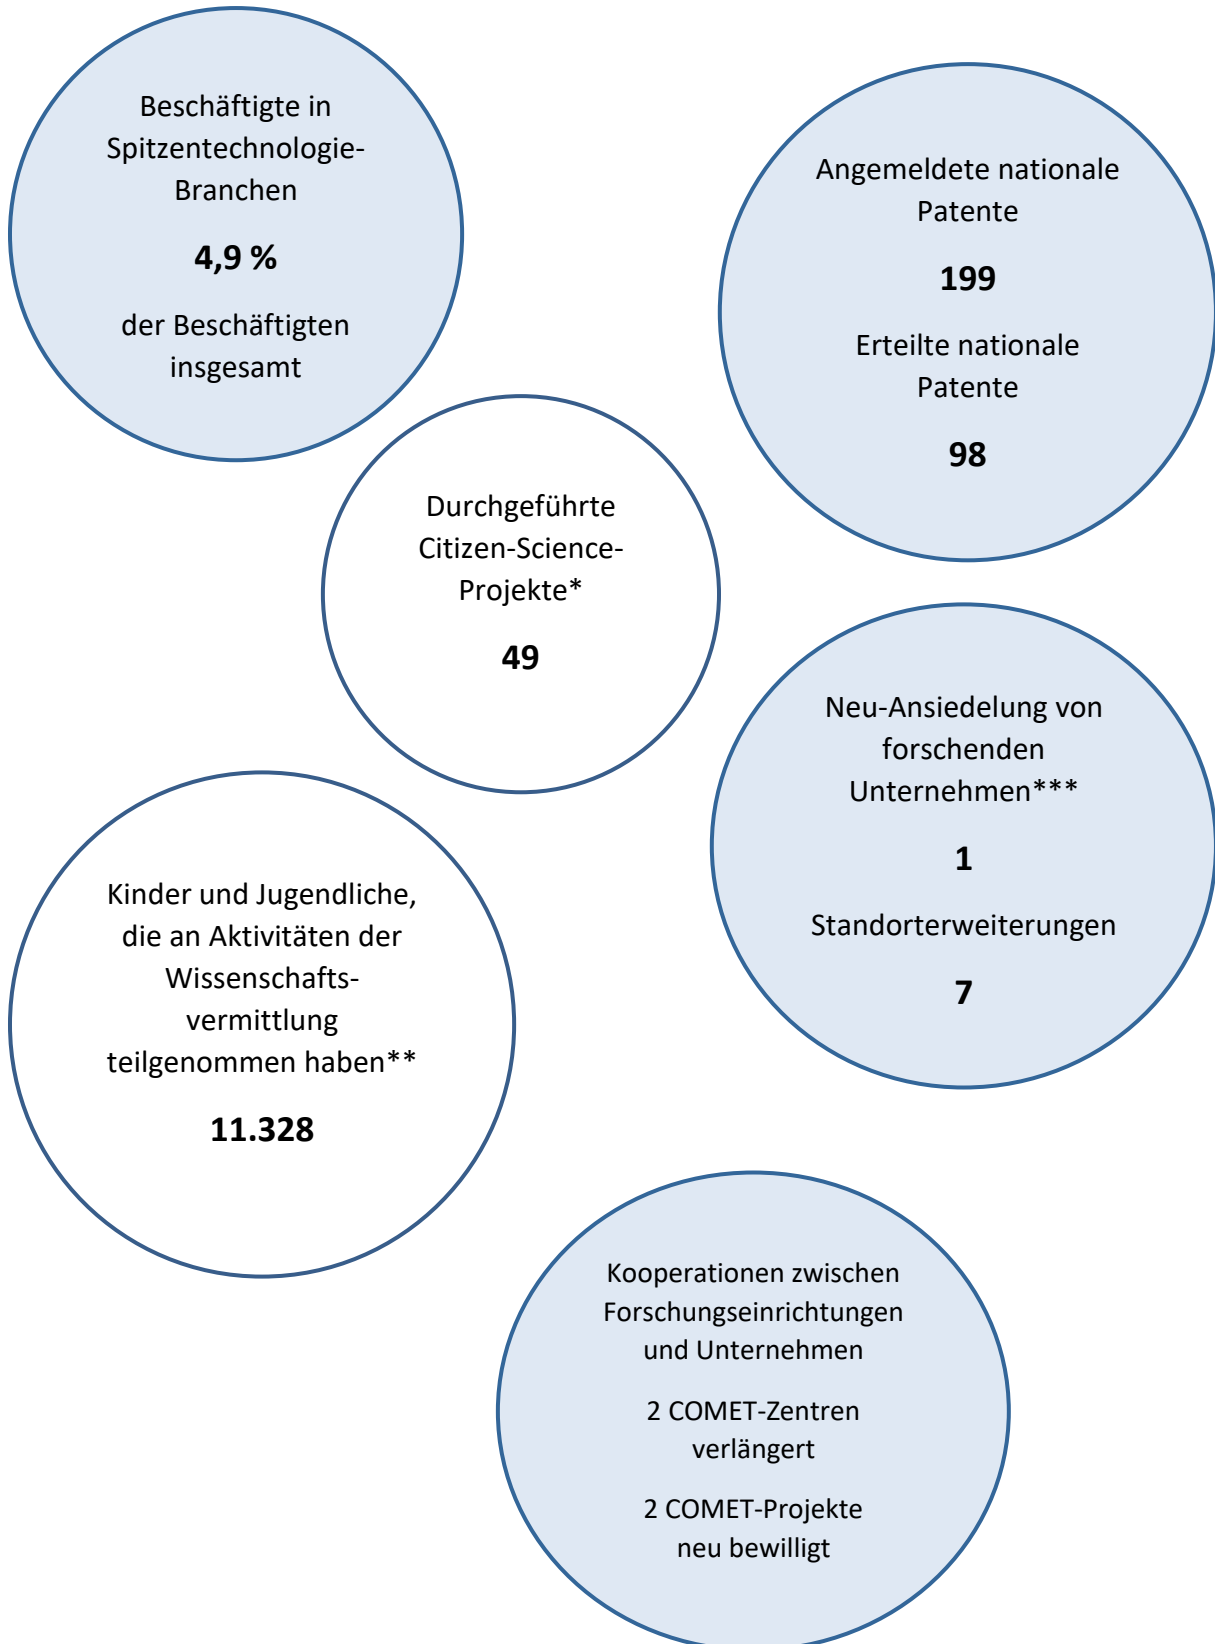 Beschäftigte in
Spitzentechnologie-
Branchen
4,9 %
der Beschäftigten
insgesamt
Angemeldete nationale
Patente
199
Erteilte nationale
Patente
98
Durchgeführte
Citizen-Science-
Projekte*
49
Neu-Ansiedelung von
forschenden
Unternehmen***
1
Standorterweiterungen
7
Kinder und Jugendliche,
die an Aktivitäten der
Wissenschafts-
vermittlung
teilgenommen haben**
11.328
Kooperationen zwischen
Forschungseinrichtungen
und Unternehmen
2 COMET-Zentren
verlängert
2 COMET-Projekte
neu bewilligt